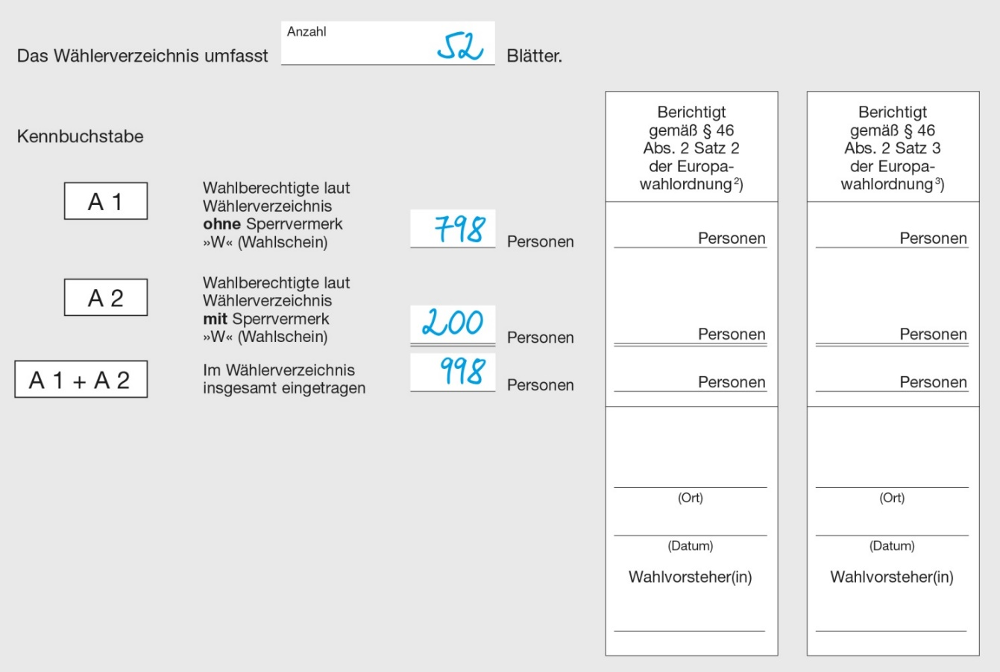 Anzahl
Das Wählerverzeichnis umfasst 52 Blätter.
Kennbuchstabe
A 1
Wahlberechtigte laut
Wählerverzeichnis
ohne Sperrvermerk
»W« (Wahlschein)
798 Personen
A 2
Wahlberechtigte laut
Wählerverzeichnis
mit Sperrvermerk
»W« (Wahlschein)
200 Personen
A 1 + A 2
Im Wählerverzeichnis
insgesamt eingetragen
998 Personen
Berichtigt
gemäß § 46
Abs. 2 Satz 2
der Europa-
wahlordnung²)
Personen
Personen
Personen
(Ort)
(Datum)
Wahlvorsteher(in)
Berichtigt
gemäß § 46
Abs. 2 Satz 3
der Europa-
wahlordnung³)
Personen
Personen
Personen
(Ort)
(Datum)
Wahlvorsteher(in)